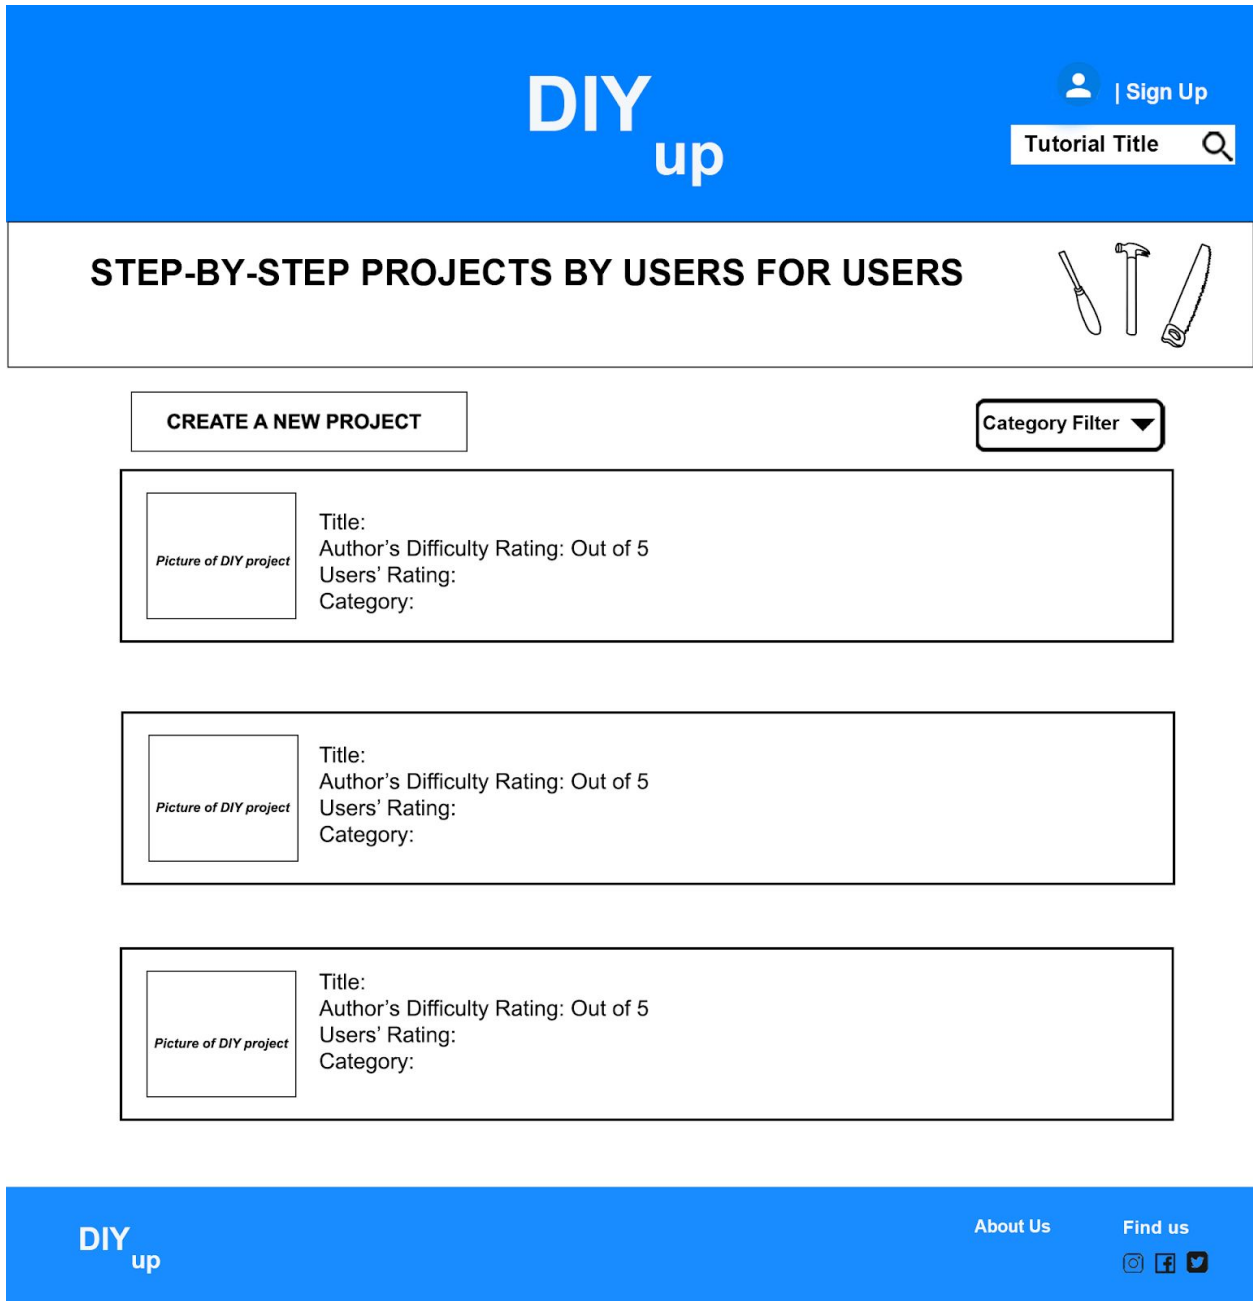 DIY
up
| Sign Up
Tutorial Title
STEP-BY-STEP PROJECTS BY USERS FOR USERS
CREATE A NEW PROJECT
Category Filter
Picture of DIY project
Title:
Author’s Difficulty Rating: Out of 5
Users’ Rating:
Category:
Picture of DIY project
Title:
Author’s Difficulty Rating: Out of 5
Users’ Rating:
Category:
Picture of DIY project
Title:
Author’s Difficulty Rating: Out of 5
Users’ Rating:
Category:
DIY
up
About Us
Find us